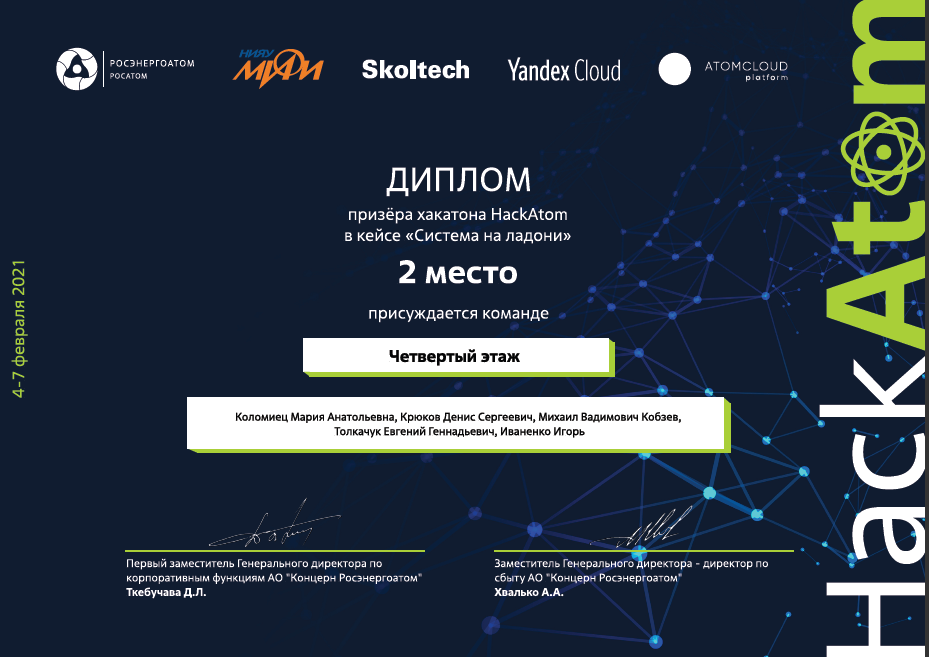 РОСЭНЕРГОАТОМ
РОСАТОМ
НИЯУ
МИФИ
Skoltech
Yandex Cloud
ATOMCLOUD
platform
ДИПЛОМ
призёра хакатона HackAtom
в кейсе «Система на ладони»
2 место
присуждается команде
Четвертый этаж
Коломиец Мария Анатольевна, Крюков Денис Сергеевич, Михаил Вадимович Кобзев,
Толкачук Евгений Геннадьевич, Иваненко Игорь
Первый заместитель Генерального директора по
корпоративным функциям АО "Концерн Росэнергоатом"
Ткебучава Д.Л.
Заместитель Генерального директора - директор по
сбыту АО "Концерн Росэнергоатом"
Хвалько А.А.
4-7 февраля 2021
HackAtom